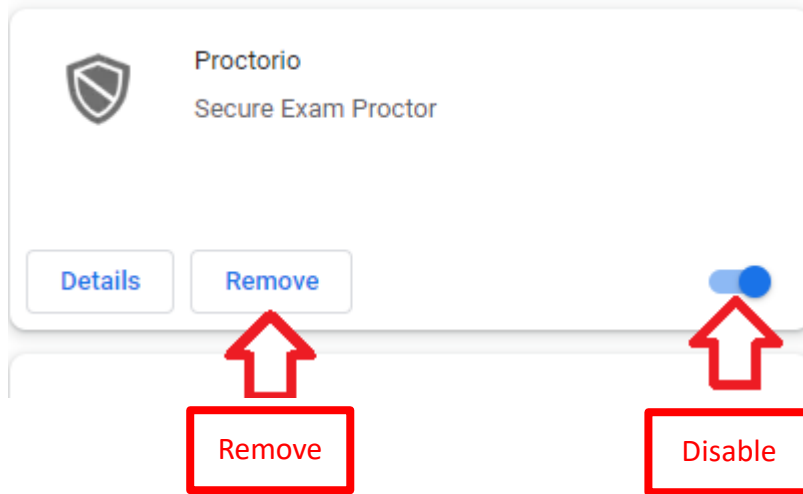 Proctorio
Secure Exam Proctor
Details
Remove
Remove
Disable